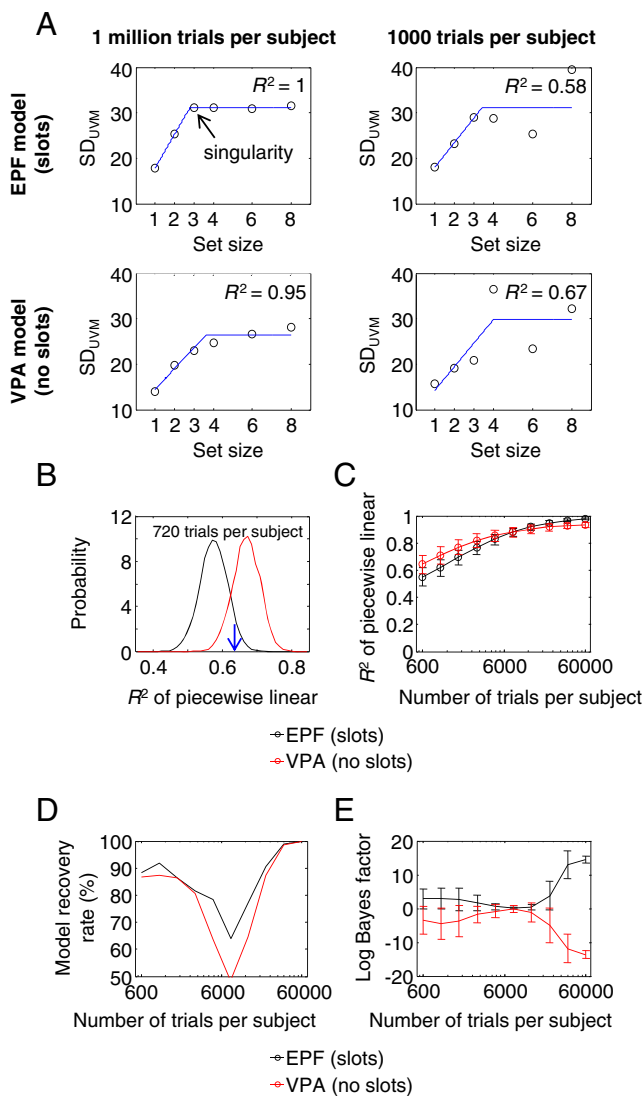 A
1 million trials per subject
1000 trials per subject
EPF model
(slots)
SD_UVM
40
30
20
10
R² = 1
singularity
1 2 3 4 6 8
Set size
SD_UVM
40
30
20
10
R² = 0.58
1 2 3 4 6 8
Set size
VPA model
(no slots)
SD_UVM
40
30
20
10
R² = 0.95
1 2 3 4 6 8
Set size
SD_UVM
40
30
20
10
R² = 0.67
1 2 3 4 6 8
Set size
B
Probability
12
8
4
0
720 trials per subject
0.4 0.6 0.8
R² of piecewise linear
C
R² of piecewise linear
1
0.8
0.6
0.4
0.2
0
600 6000 60000
Number of trials per subject
EPF (slots)
VPA (no slots)
D
Model recovery
rate (%)
100
90
80
70
60
50
600 6000 60000
Number of trials per subject
E
Log Bayes factor
20
10
0
-10
-20
600 6000 60000
Number of trials per subject
EPF (slots)
VPA (no slots)